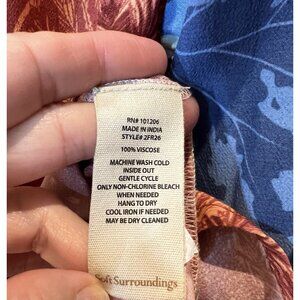 RN# 101206
MADE IN INDIA
STYLE# 2FR26
100% VISCOSE
MACHINE WASH COLD
INSIDE OUT
GENTLE CYCLE
ONLY NON-CHLORINE BLEACH
WHEN NEEDED
HANG TO DRY
COOL IRON IF NEEDED
MAY BE DRY CLEANED
Soft Surroundings